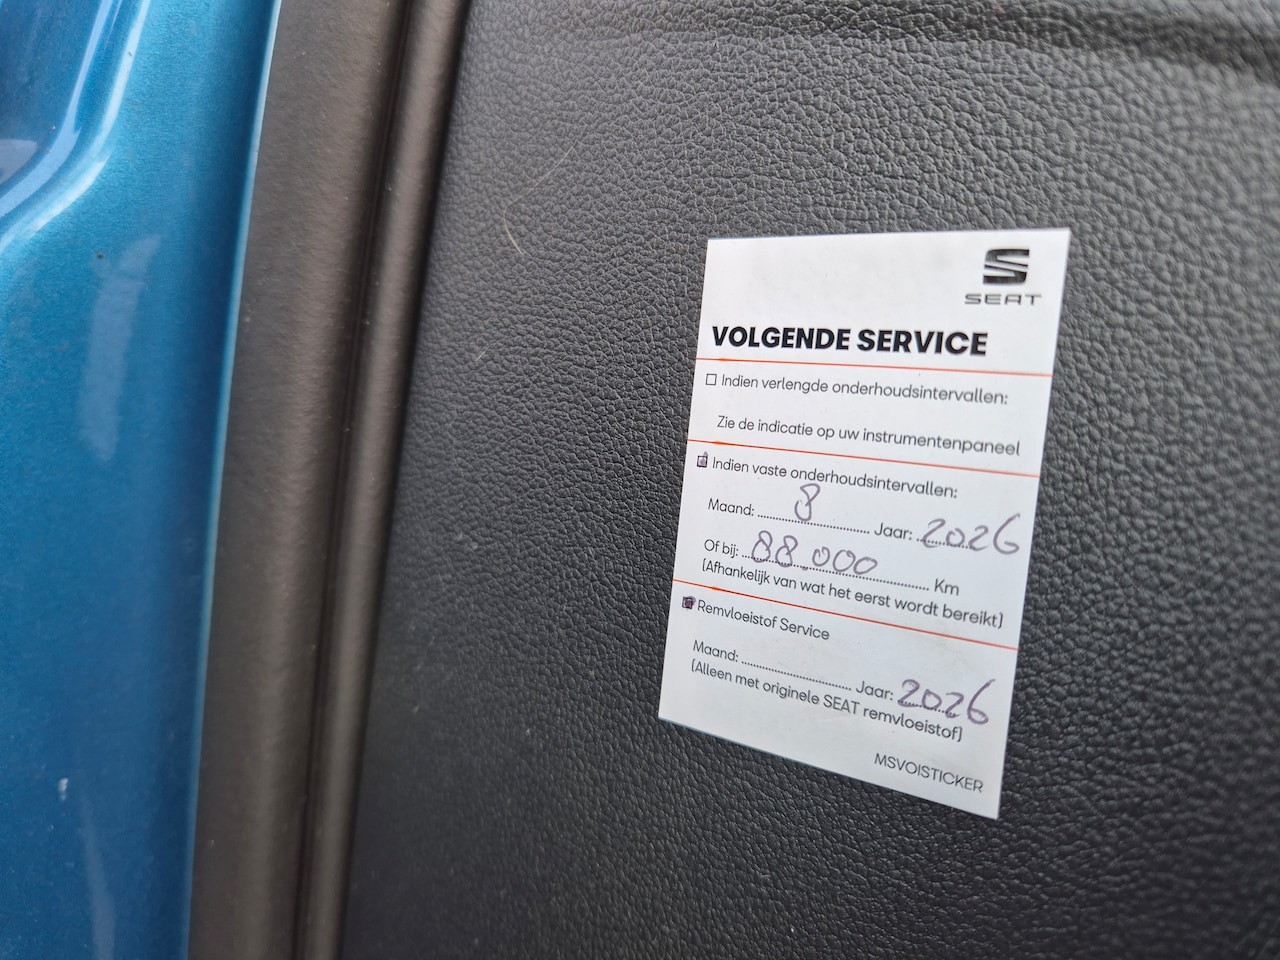 SEAT
VOLGENDE SERVICE
Indien verlengde onderhoudsintervallen:
Zie de indicatie op uw instrumentenpaneel
Indien vaste onderhoudsintervallen:
Maand: 8 Jaar: 2026
Of bij: 88.000 Km
(Afhankelijk van wat het eerst wordt bereikt)
Remvloeistof Service
Maand: Jaar: 2026
(Alleen met originele SEAT remvloeistof)
MSVOISTICKER